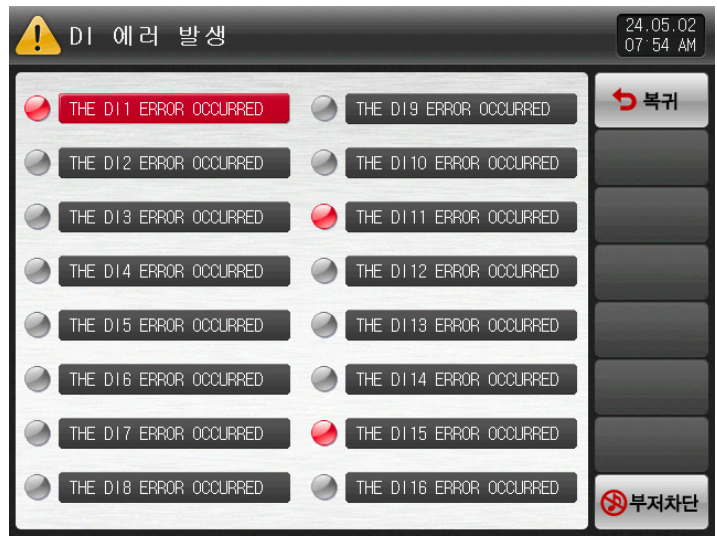 DI 에러 발생
24.05.02
07:54 AM
THE DI1 ERROR OCCURRED
THE DI2 ERROR OCCURRED
THE DI3 ERROR OCCURRED
THE DI4 ERROR OCCURRED
THE DI5 ERROR OCCURRED
THE DI6 ERROR OCCURRED
THE DI7 ERROR OCCURRED
THE DI8 ERROR OCCURRED
THE DI9 ERROR OCCURRED
THE DI10 ERROR OCCURRED
THE DI11 ERROR OCCURRED
THE DI12 ERROR OCCURRED
THE DI13 ERROR OCCURRED
THE DI14 ERROR OCCURRED
THE DI15 ERROR OCCURRED
THE DI16 ERROR OCCURRED
복귀
부저차단